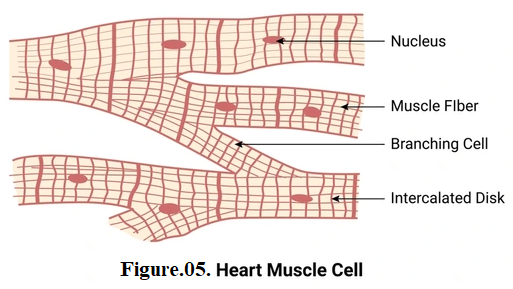 Nucleus
Muscle FIber
Branching Cell
Intercalated Disk
Figure.05. Heart Muscle Cell